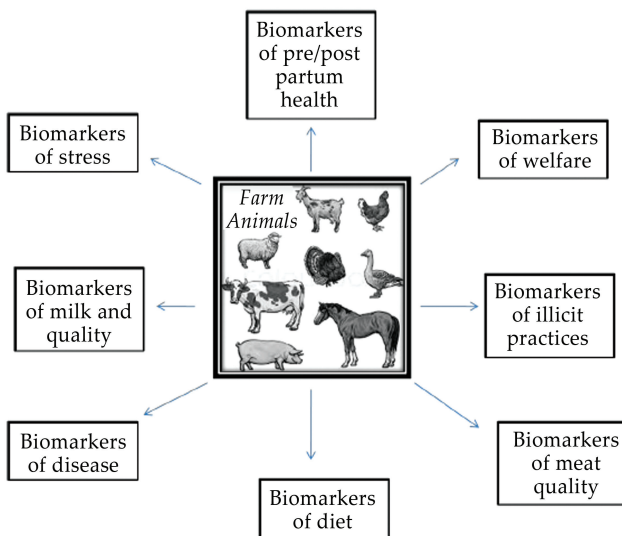 Biomarkers
of pre/post
partum
health
Biomarkers
of stress
Biomarkers
of welfare
Farm
Animals
Biomarkers
of milk and
quality
Biomarkers
of illicit
practices
Biomarkers
of disease
Biomarkers
of meat
quality
Biomarkers
of diet